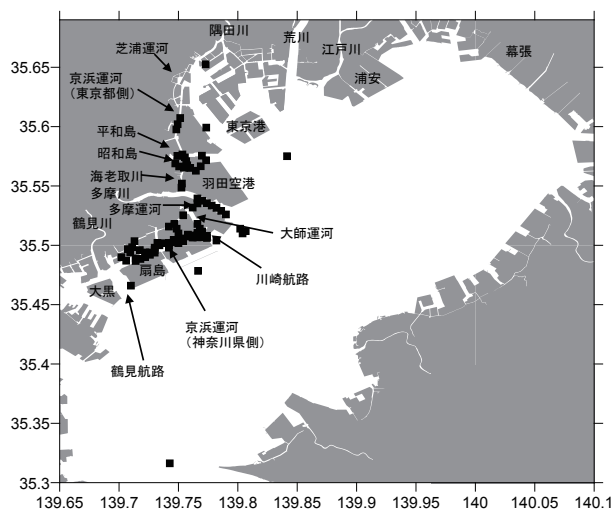 隅田川
荒川
芝浦運河
江戸川
幕張
35.65
京浜運河
(東京都側)
浦安
35.6
平和島
東京港
昭和島
35.55
海老取川
羽田空港
多摩川
多摩運河
鶴見川
大師運河
35.5
川崎航路
扇島
大黒
35.45
京浜運河
(神奈川県側)
35.4
鶴見航路
35.35
35.3
139.65 139.7 139.75 139.8 139.85 139.9 139.95 140 140.05 140.1